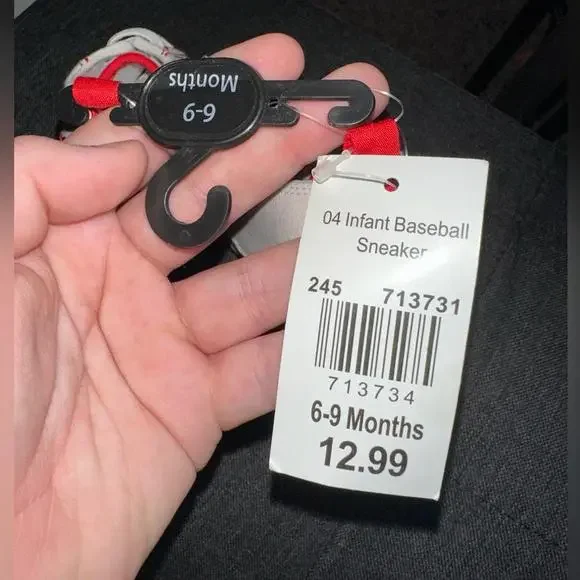 6-9
Months
04 Infant Baseball
Sneaker
245 713731
713734
6-9 Months
12.99